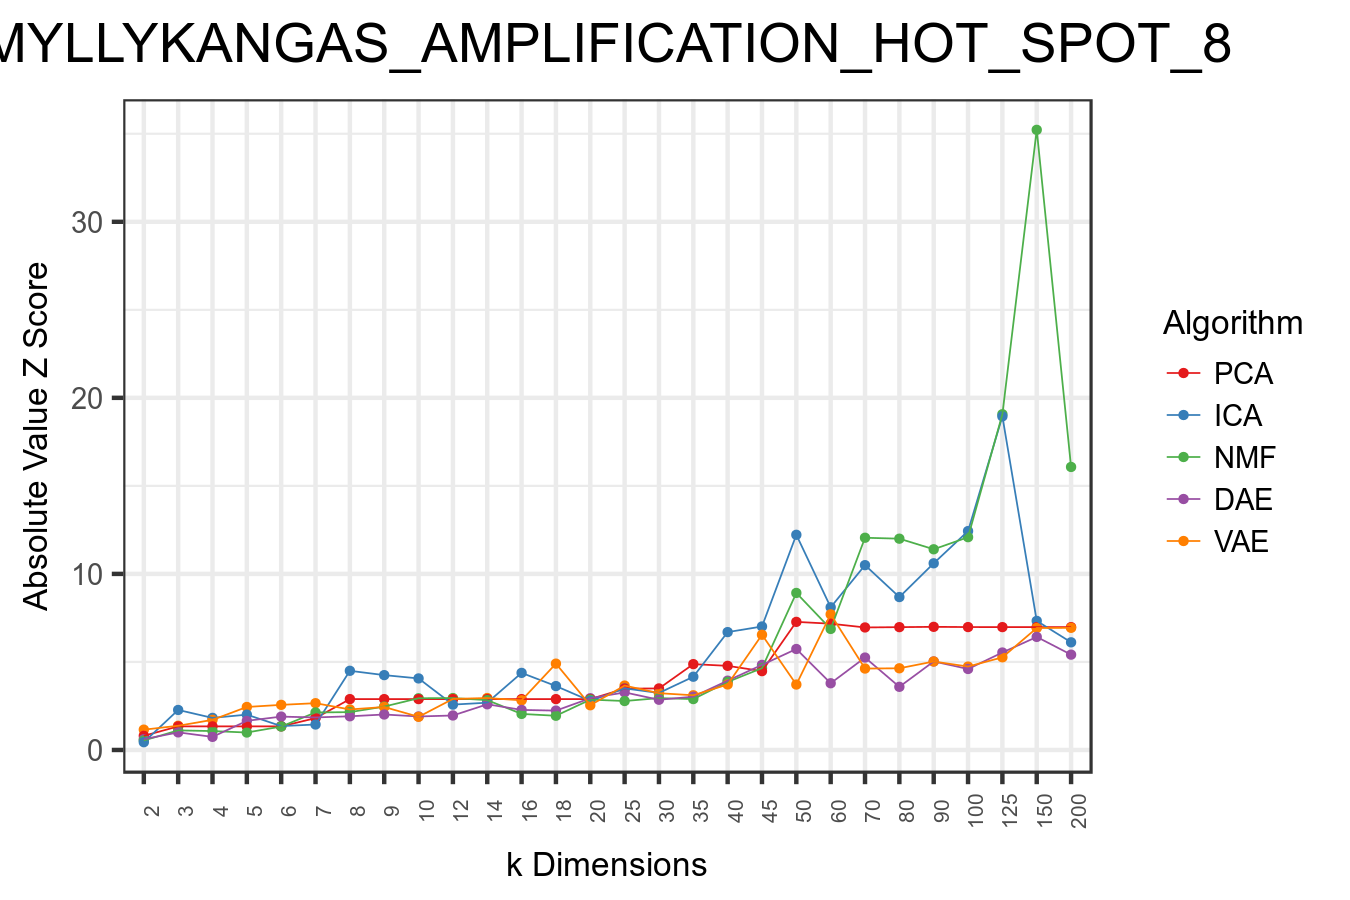 MYLLYKANGAS_AMPLIFICATION_HOT_SPOT_8
Absolute Value Z Score
30
20
10
0
2 3 4 5 6 7 8 9 10 12 14 16 18 20 25 30 35 40 45 50 60 70 80 90 100 125 150 200
k Dimensions
Algorithm
PCA
ICA
NMF
DAE
VAE